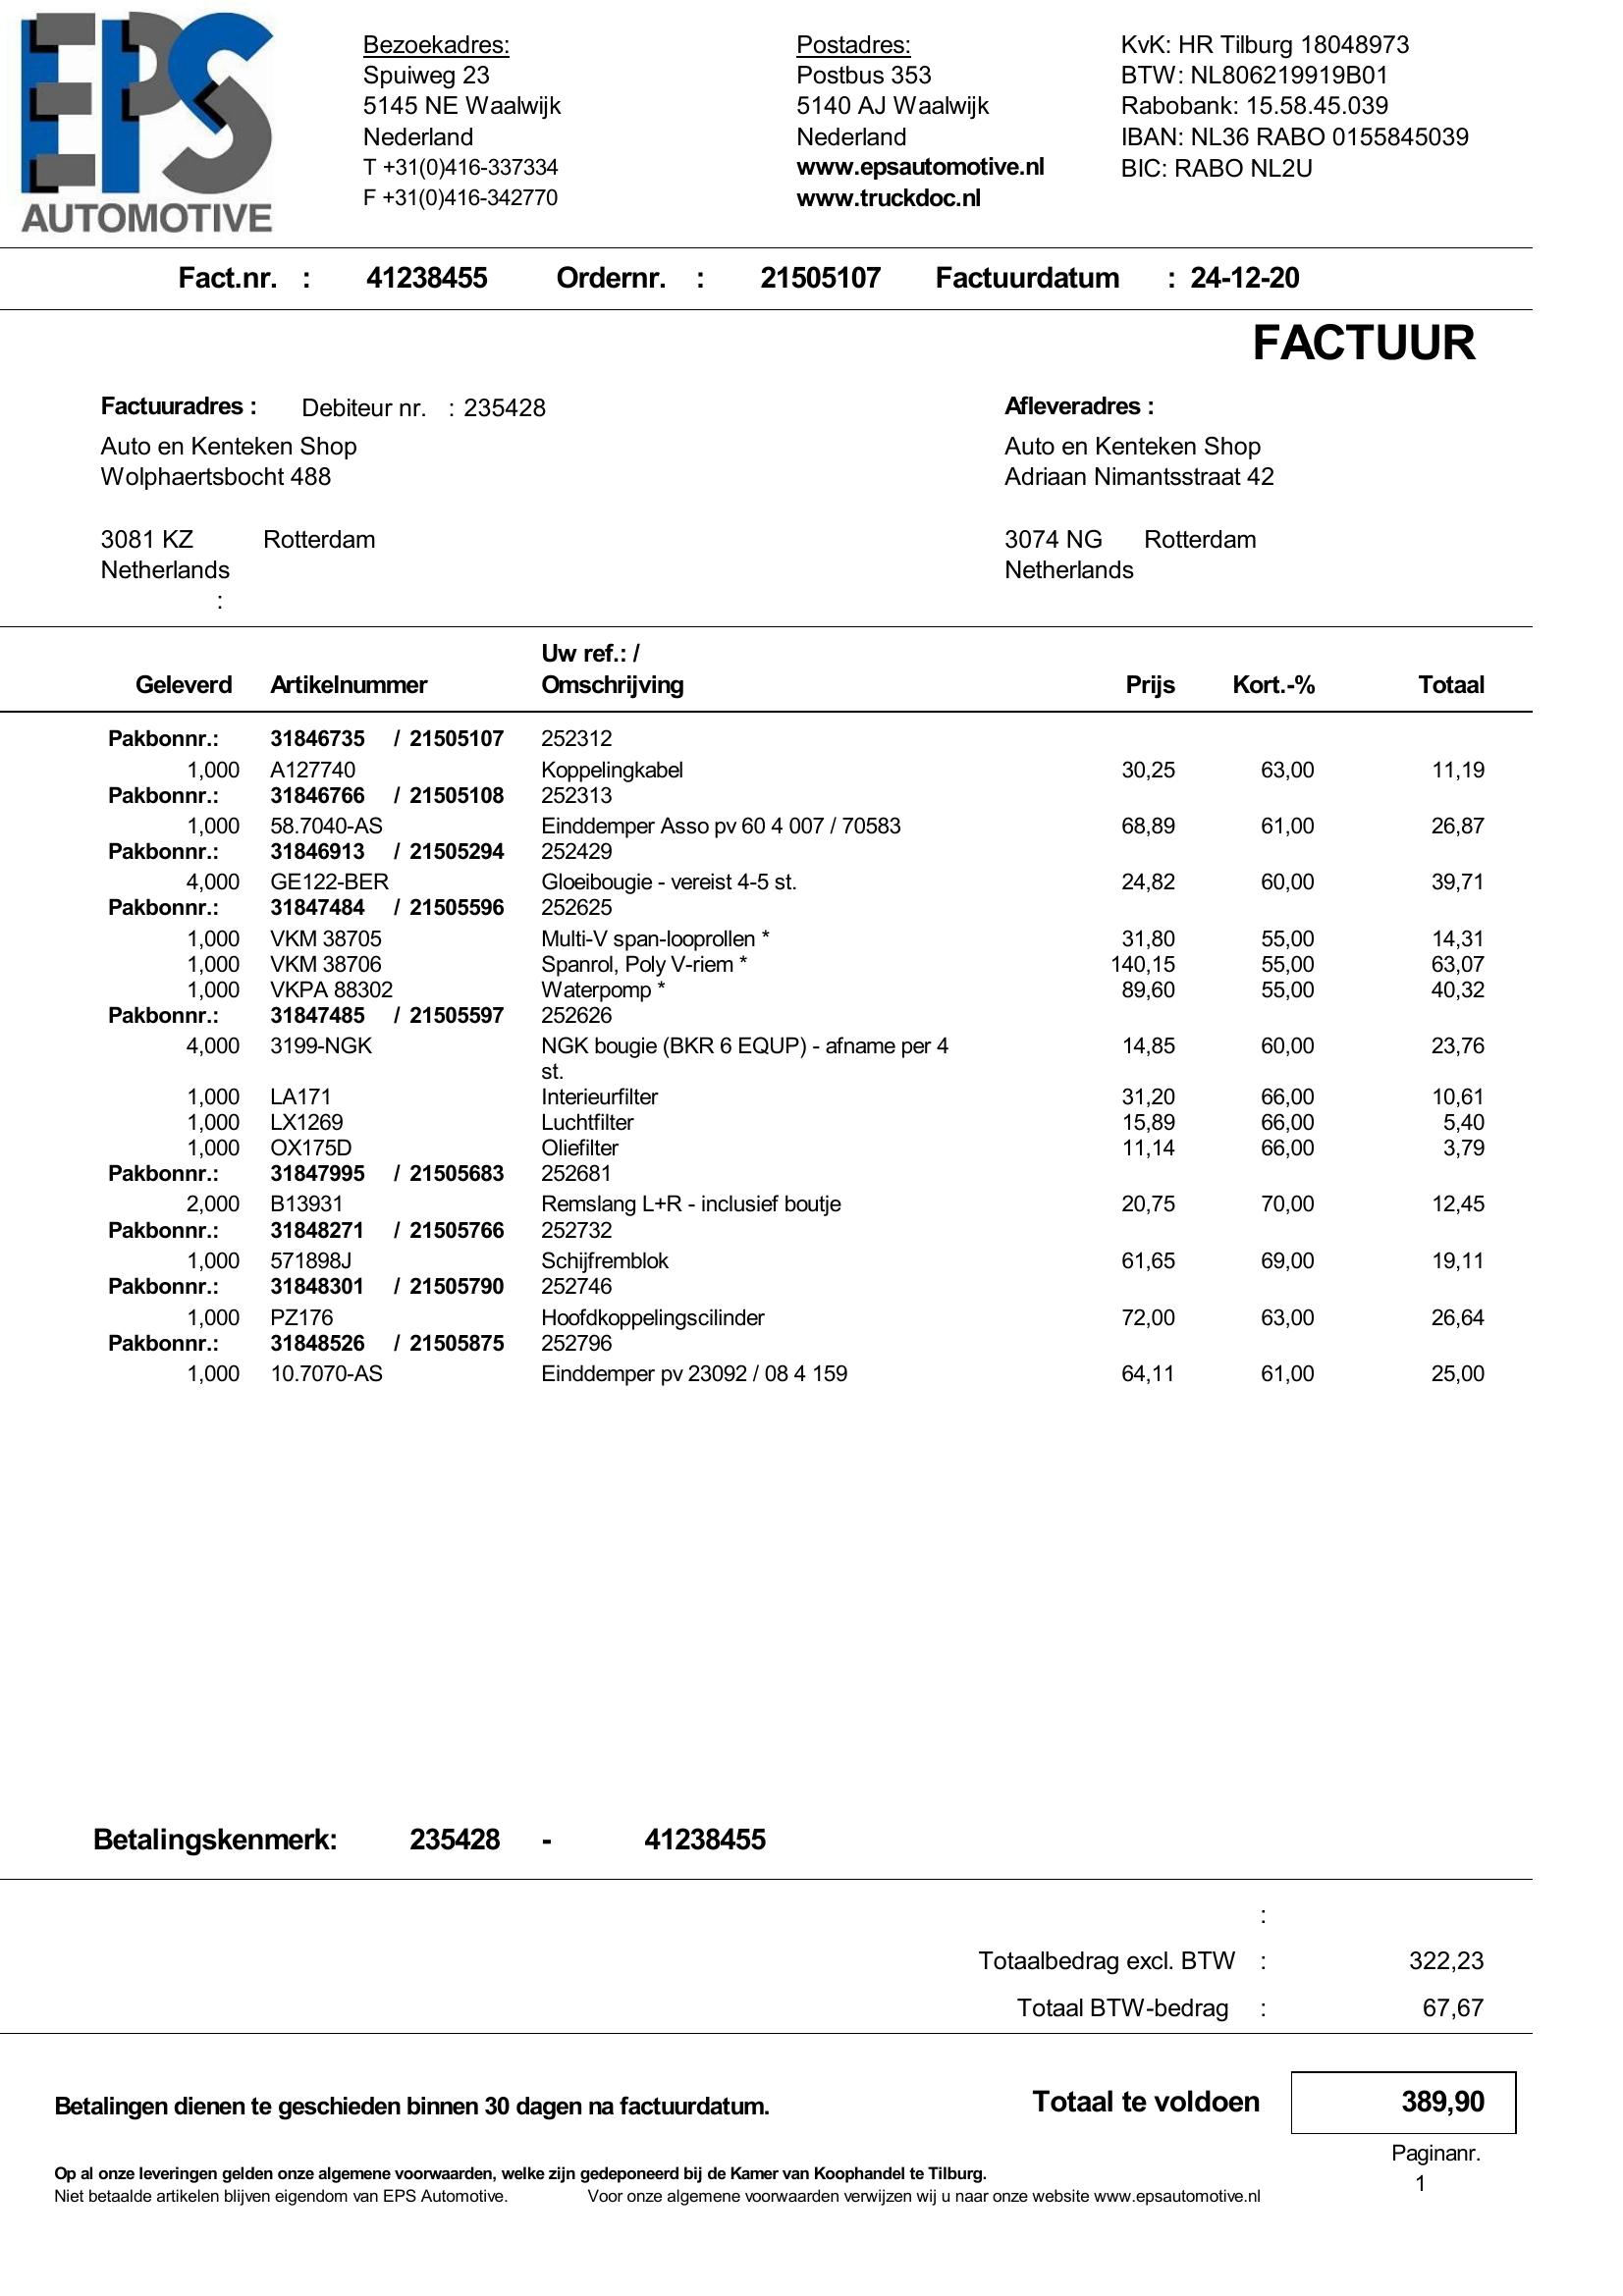 EPS
AUTOMOTIVE
Bezoekadres:
Spuiweg 23
5145 NE Waalwijk
Nederland
T +31(0)416-337334
F +31(0)416-342770
Postadres:
Postbus 353
5140 AJ Waalwijk
Nederland
www.epsautomotive.nl
www.truckdoc.nl
KvK: HR Tilburg 18048973
BTW: NL806219919B01
Rabobank: 15.58.45.039
IBAN: NL36 RABO 0155845039
BIC: RABO NL2U
Fact.nr. : 41238455 Ordernr. : 21505107 Factuurdatum : 24-12-20
FACTUUR
Factuuradres : Debiteur nr. : 235428
Auto en Kenteken Shop
Wolphaertsbocht 488
3081 KZ Rotterdam
Netherlands
:
Afleveradres :
Auto en Kenteken Shop
Adriaan Nimantsstraat 42
3074 NG Rotterdam
Netherlands
Uw ref.: /
Geleverd Artikelnummer Omschrijving Prijs Kort.-% Totaal
Pakbonnr.: 31846735 / 21505107 252312
1,000 A127740 Koppelingkabel 30,25 63,00 11,19
Pakbonnr.: 31846766 / 21505108 252313
1,000 58.7040-AS Einddemper Asso pv 60 4 007 / 70583 68,89 61,00 26,87
Pakbonnr.: 31846913 / 21505294 252429
4,000 GE122-BER Gloeibougie - vereist 4-5 st. 24,82 60,00 39,71
Pakbonnr.: 31847484 / 21505596 252625
1,000 VKM 38705 Multi-V span-looprollen * 31,80 55,00 14,31
1,000 VKM 38706 Spanrol, Poly V-riem * 140,15 55,00 63,07
1,000 VKPA 88302 Waterpomp * 89,60 55,00 40,32
Pakbonnr.: 31847485 / 21505597 252626
4,000 3199-NGK NGK bougie (BKR 6 EQUP) - afname per 4 14,85 60,00 23,76
st.
1,000 LA171 Interieurfilter 31,20 66,00 10,61
1,000 LX1269 Luchtfilter 15,89 66,00 5,40
1,000 OX175D Oliefilter 11,14 66,00 3,79
Pakbonnr.: 31847995 / 21505683 252681
2,000 B13931 Remslang L+R - inclusief boutje 20,75 70,00 12,45
Pakbonnr.: 31848271 / 21505766 252732
1,000 571898J Schijfremblok 61,65 69,00 19,11
Pakbonnr.: 31848301 / 21505790 252746
1,000 PZ176 Hoofdkoppelingscilinder 72,00 63,00 26,64
Pakbonnr.: 31848526 / 21505875 252796
1,000 10.7070-AS Einddemper pv 23092 / 08 4 159 64,11 61,00 25,00
Betalingskenmerk: 235428 - 41238455
:
Totaalbedrag excl. BTW : 322,23
Totaal BTW-bedrag : 67,67
Betalingen dienen te geschieden binnen 30 dagen na factuurdatum. Totaal te voldoen 389,90
Paginanr.
1
Op al onze leveringen gelden onze algemene voorwaarden, welke zijn gedeponeerd bij de Kamer van Koophandel te Tilburg.
Niet betaalde artikelen blijven eigendom van EPS Automotive. Voor onze algemene voorwaarden verwijzen wij u naar onze website www.epsautomotive.nl